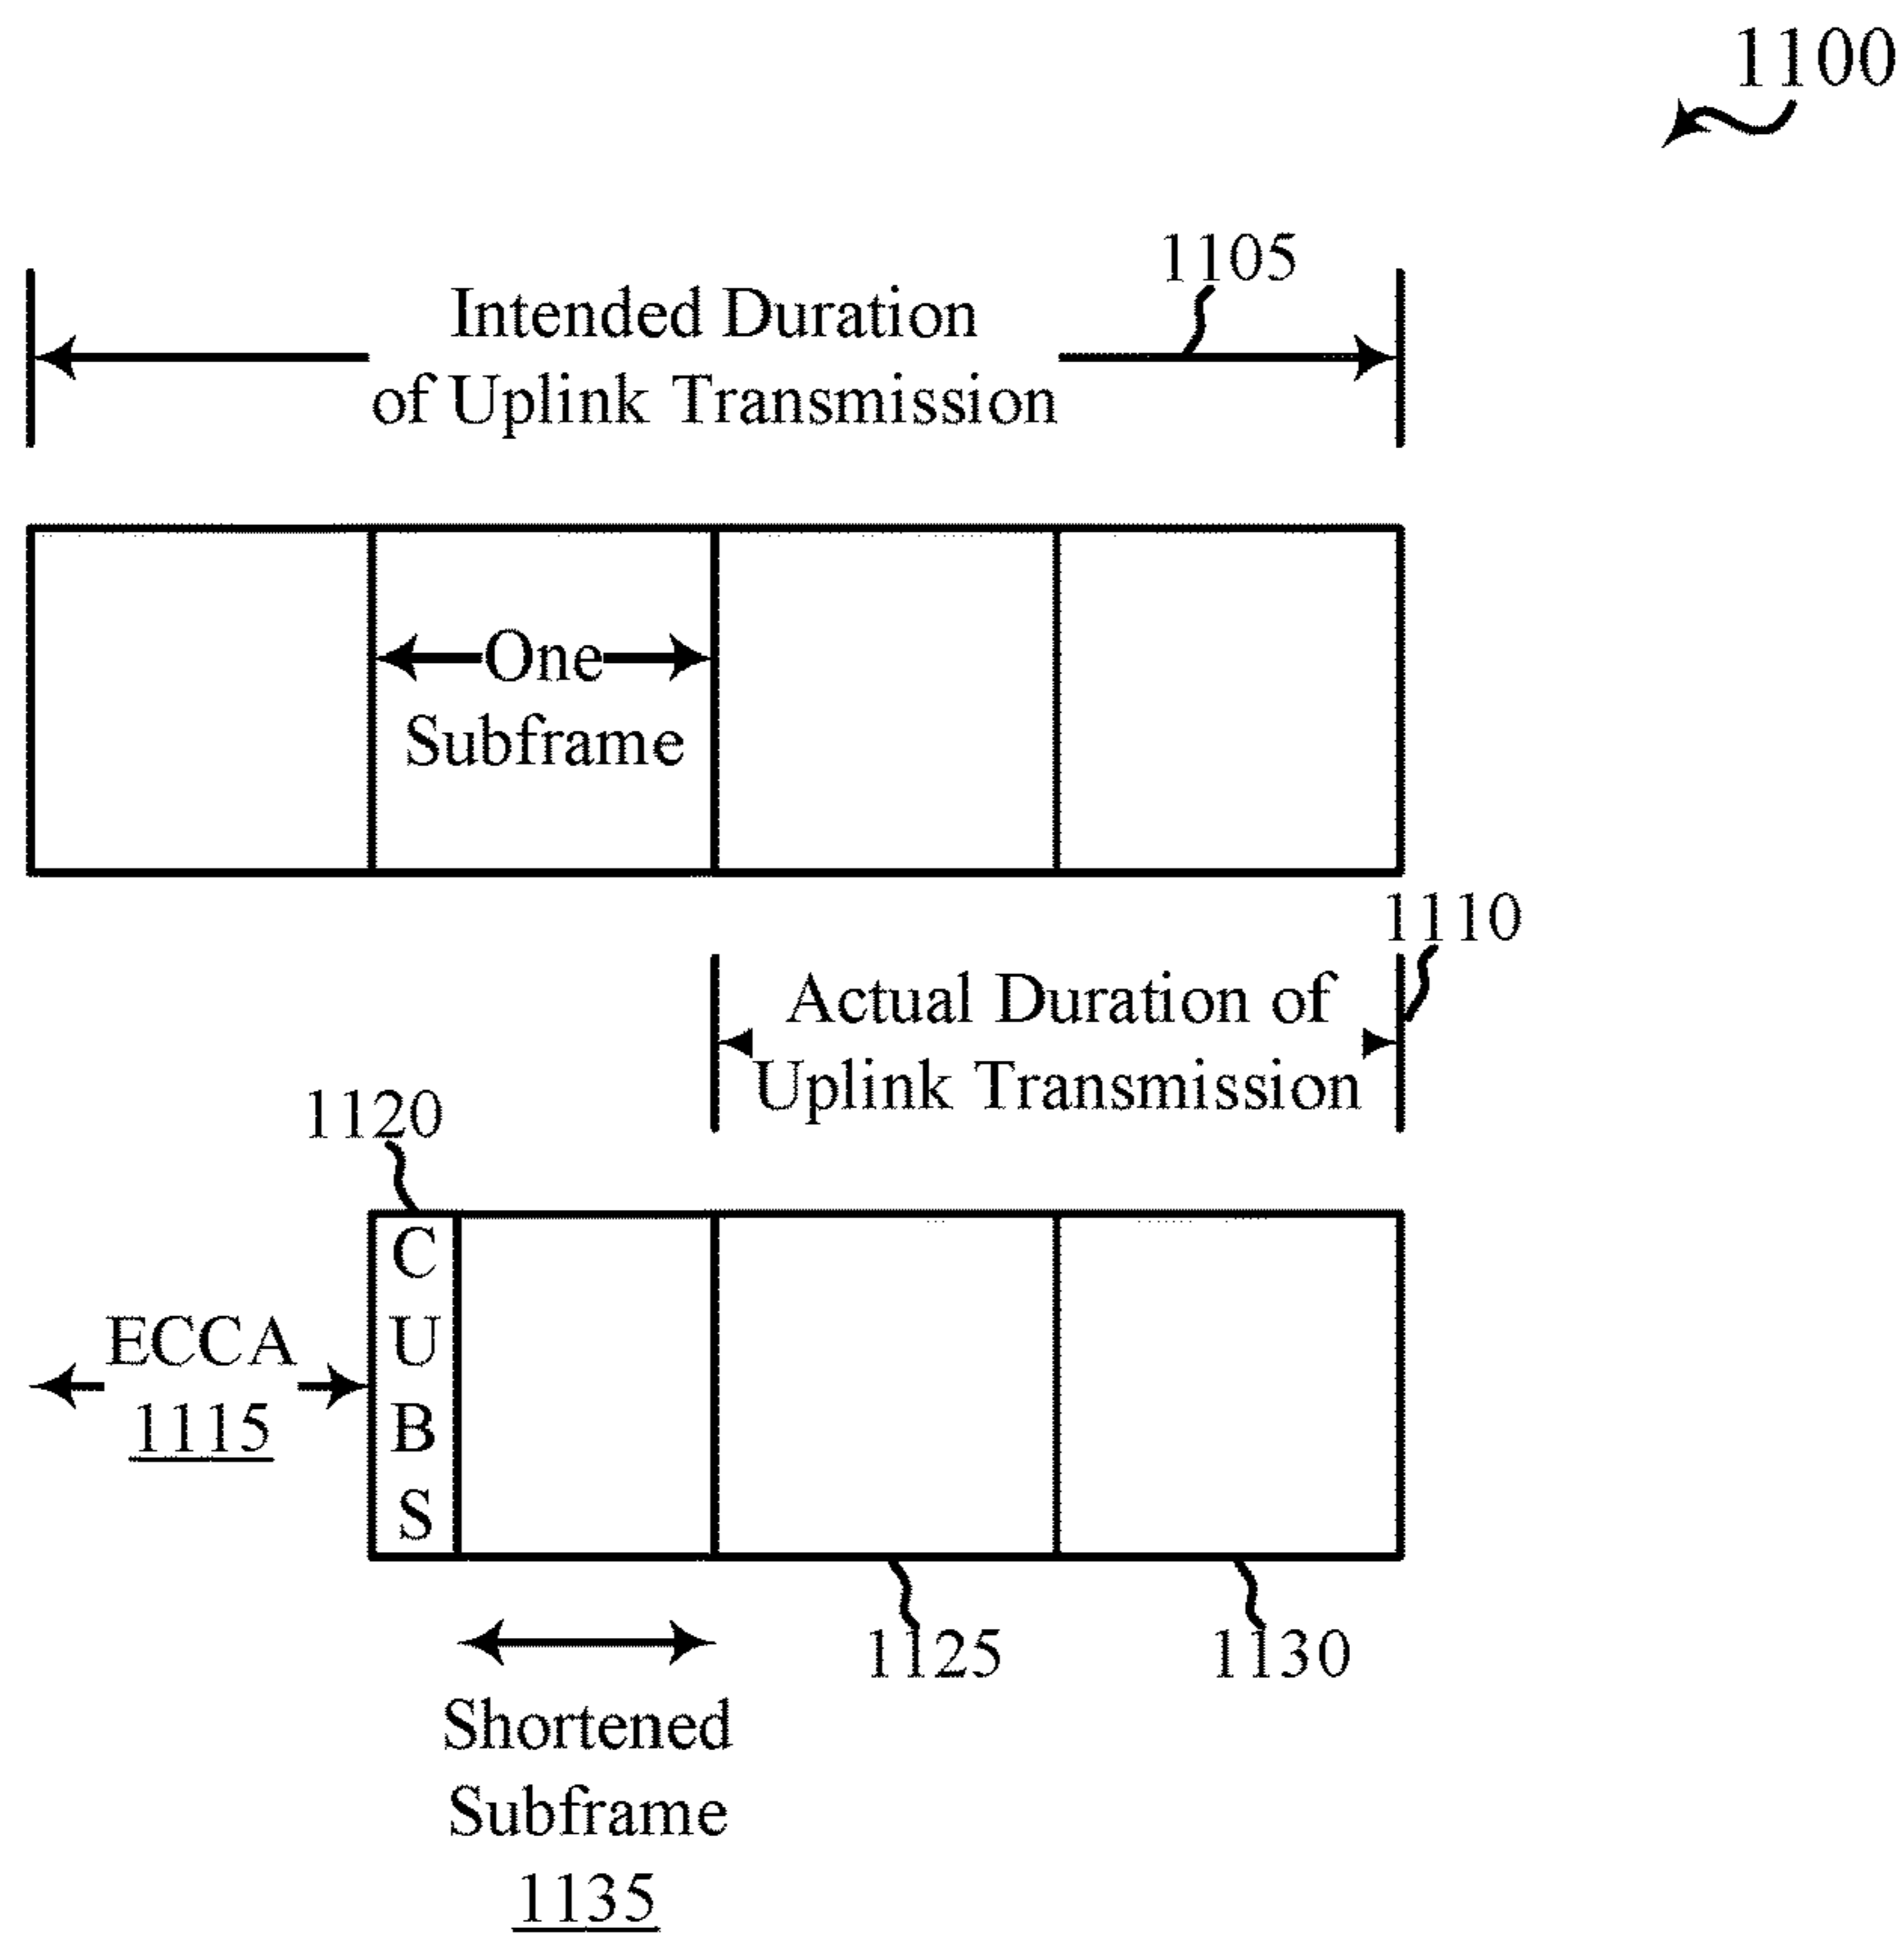 1100
1105
Intended Duration
of Uplink Transmission
One
Subframe
1110
Actual Duration of
Uplink Transmission
1120
C
U
B
S
ECCA
1115
1125
1130
Shortened
Subframe
1135